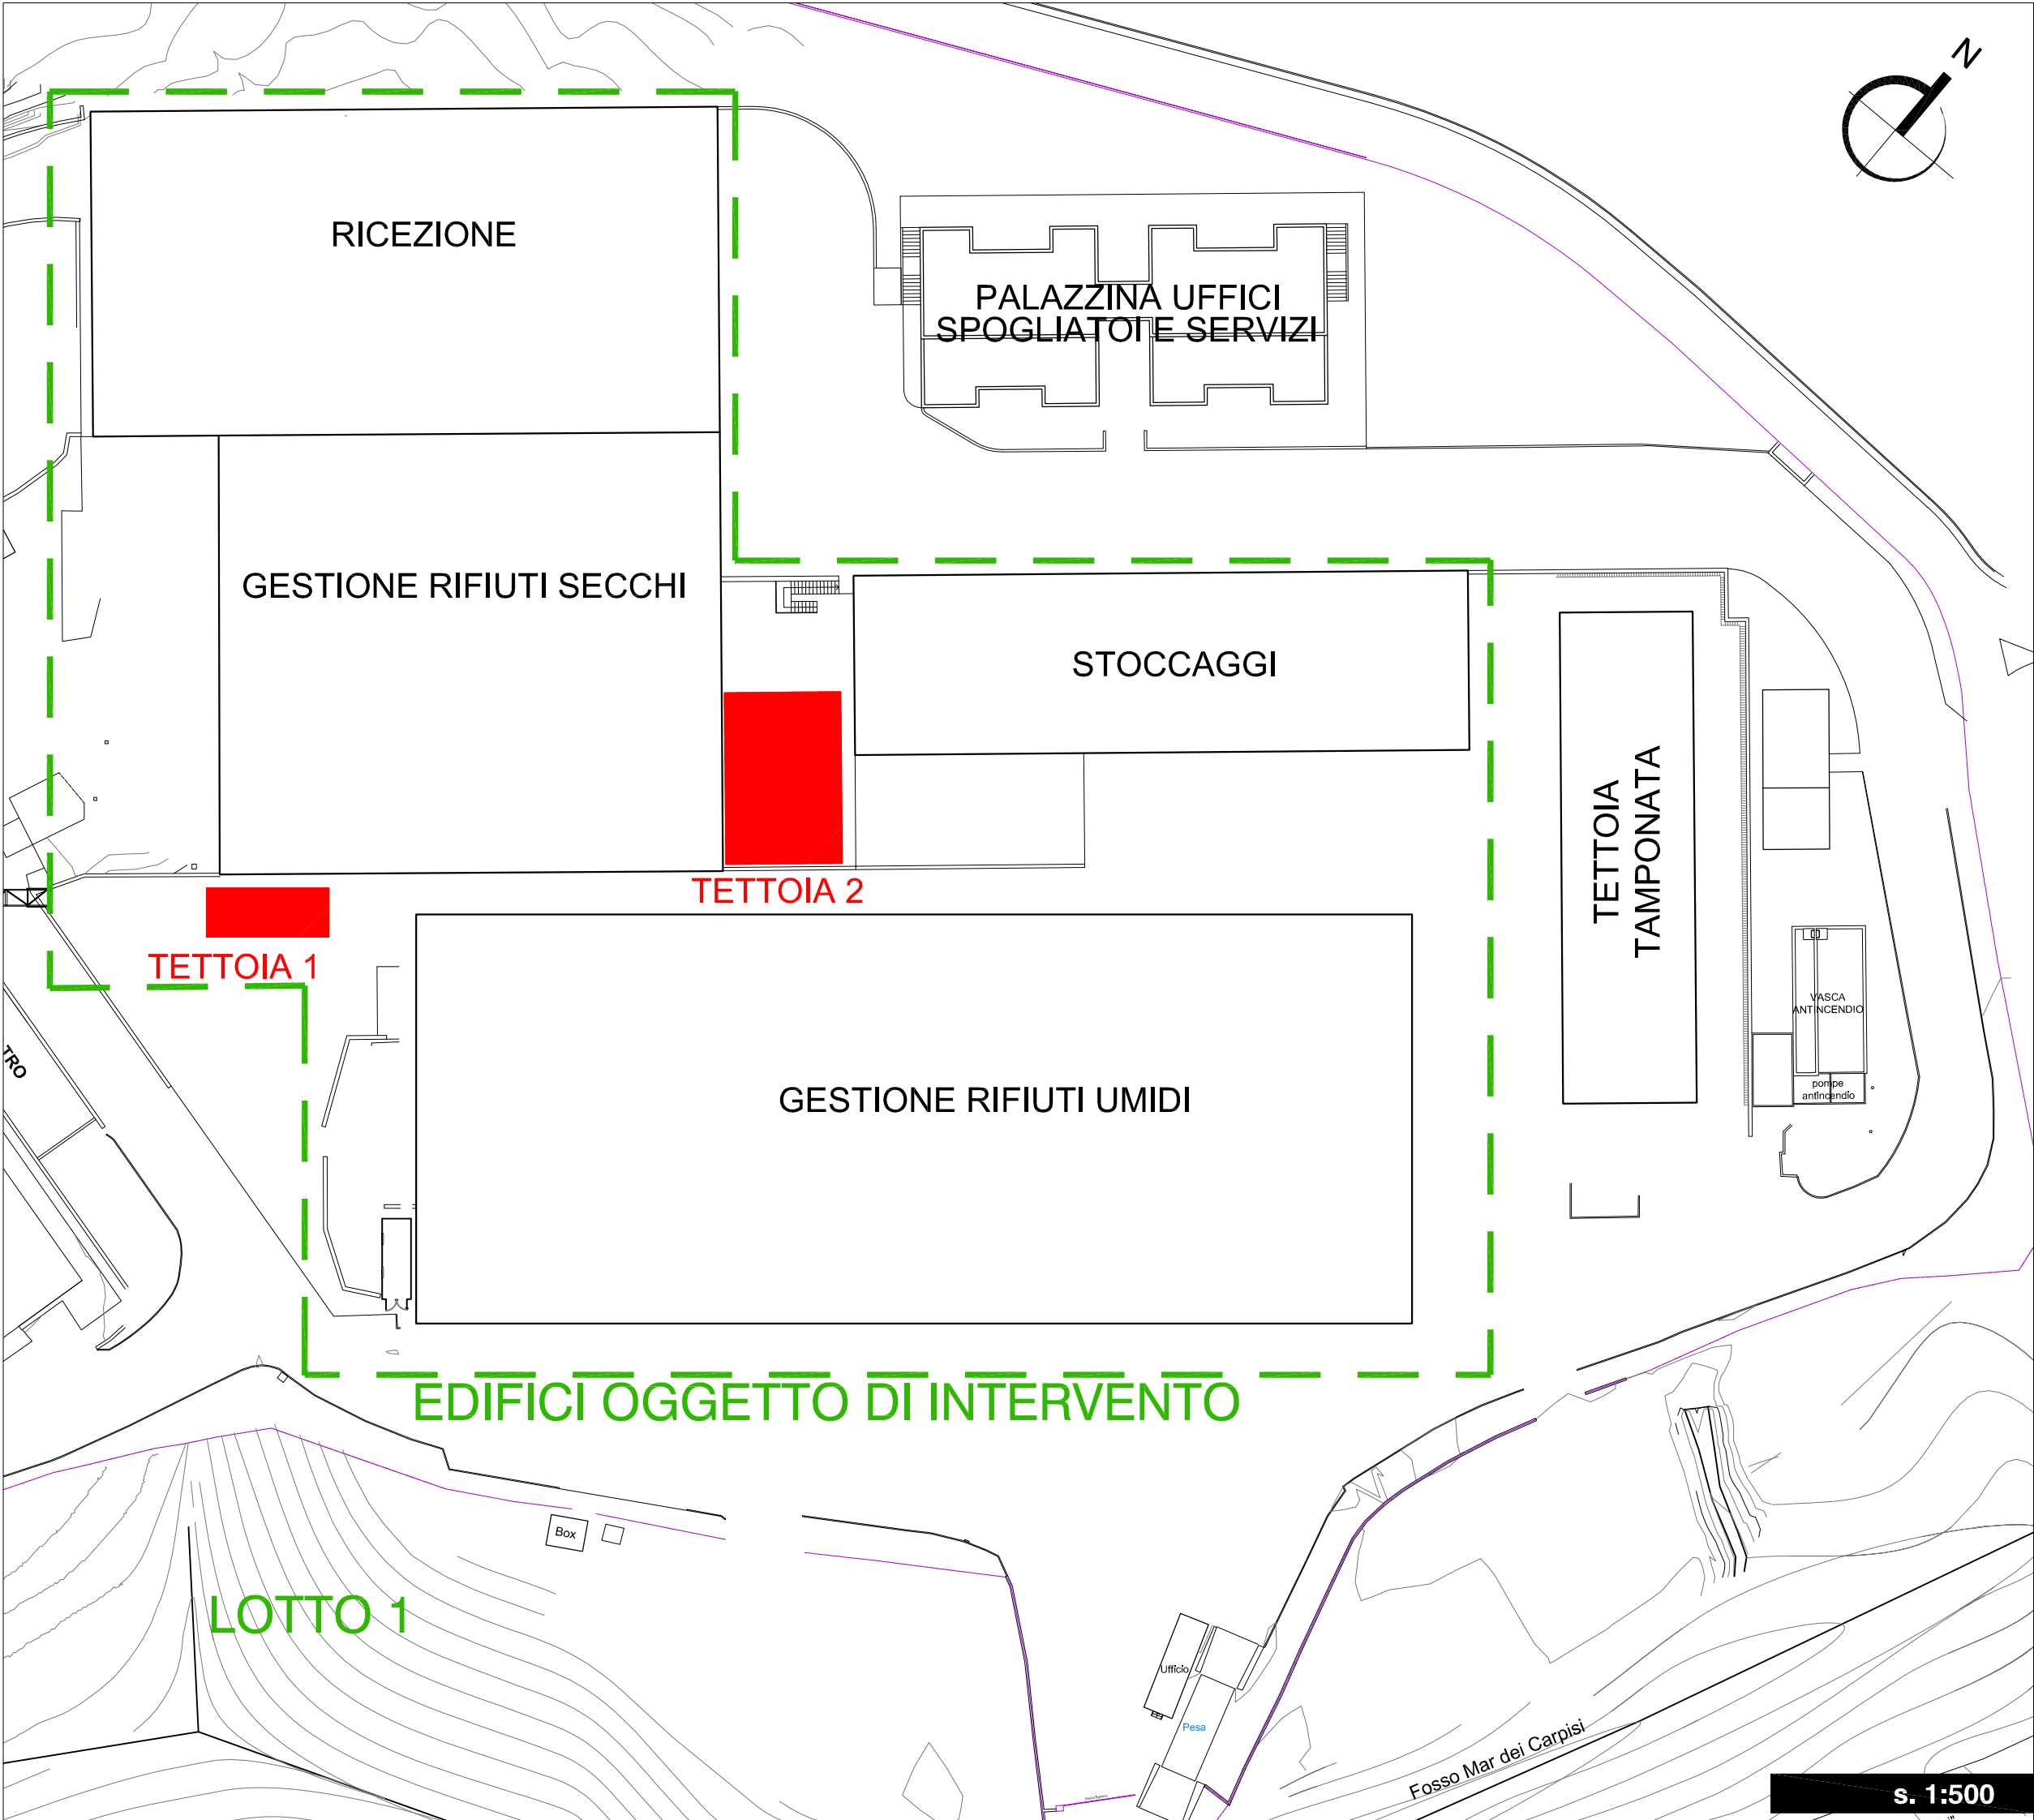 N
RICEZIONE
PALAZZINA UFFICI
SPOGLIATOI E SERVIZI
GESTIONE RIFIUTI SECCHI
STOCCAGGI
TETTOIA
TAMPONATA
TETTOIA 2
TETTOIA 1
VASCA
ANTINCENDIO
TRO
pompe
antincendio
GESTIONE RIFIUTI UMIDI
EDIFICI OGGETTO DI INTERVENTO
Box
LOTTO 1
Ufficio
Pesa
Fosso Mar dei Carpisi
s. 1:500